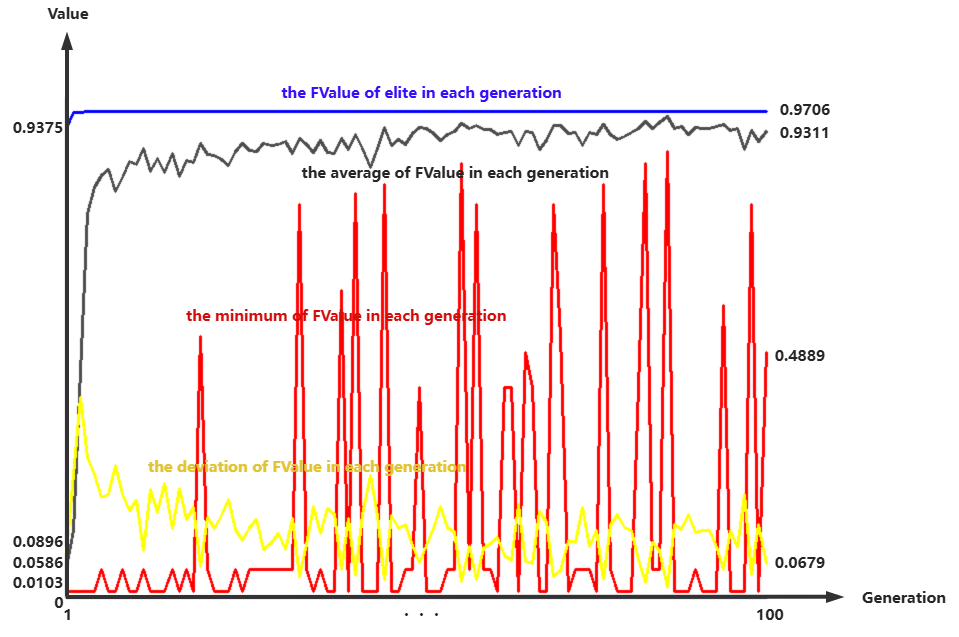 Value
the FValue of elite in each generation
0.9706
0.9375
0.9311
the average of FValue in each generation
the minimum of FValue in each generation
0.4889
the deviation of FValue in each generation
0.0896
0.0586
0.0679
0.0103
0
Generation
1
. . .
100